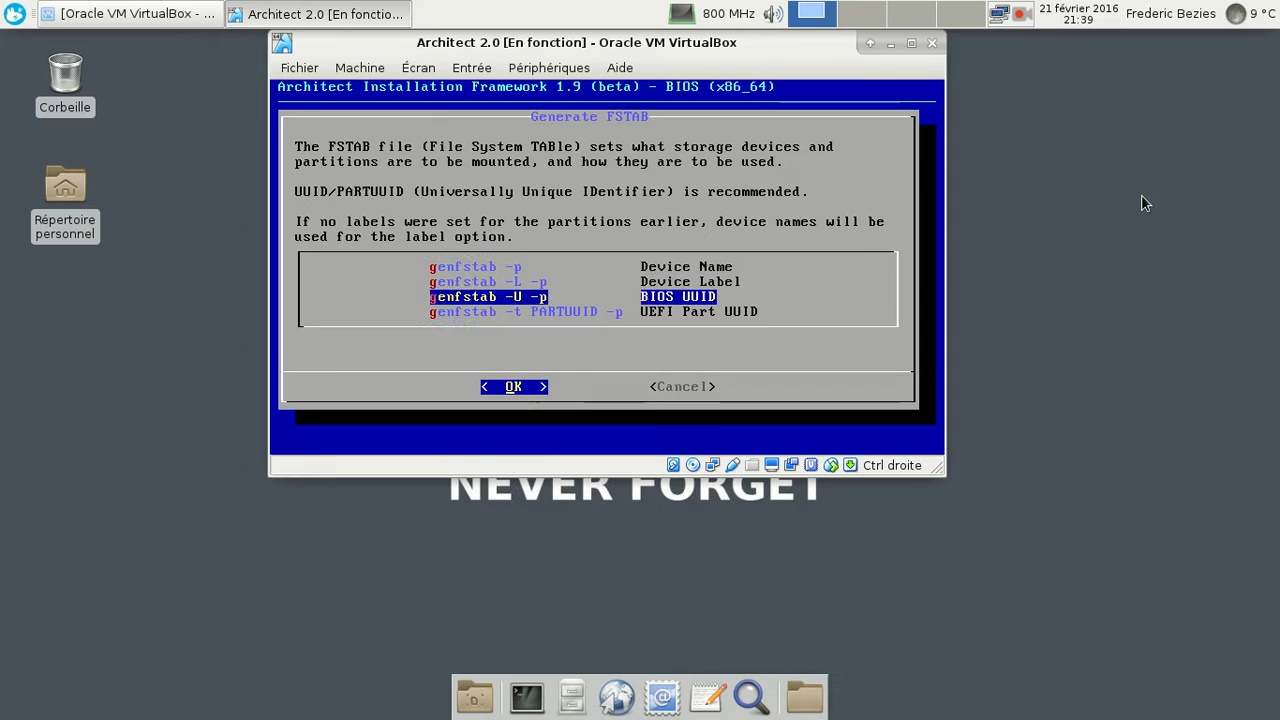 [Oracle VM VirtualBox - ...
Architect 2.0 [En fonctio...
800 MHz
21 février 2016
21:39
Frederic Bezies
9 °C
Corbeille
Répertoire
personnel
Architect 2.0 [En fonction] - Oracle VM VirtualBox
Fichier Machine Écran Entrée Périphériques Aide
Architect Installation Framework 1.9 (beta) - BIOS (x86_64)
Generate FSTAB
The FSTAB file (File System TABle) sets what storage devices and
partitions are to be mounted, and how they are to be used.
UUID/PARTUUID (Universally Unique IDentifier) is recommended.
If no labels were set for the partitions earlier, device names will be
used for the label option.
genfstab -p Device Name
genfstab -L -p Device Label
genfstab -U -p BIOS UUID
genfstab -t PARTUUID -p UEFI Part UUID
< OK > <Cancel>
Ctrl droite
NEVER FORGET